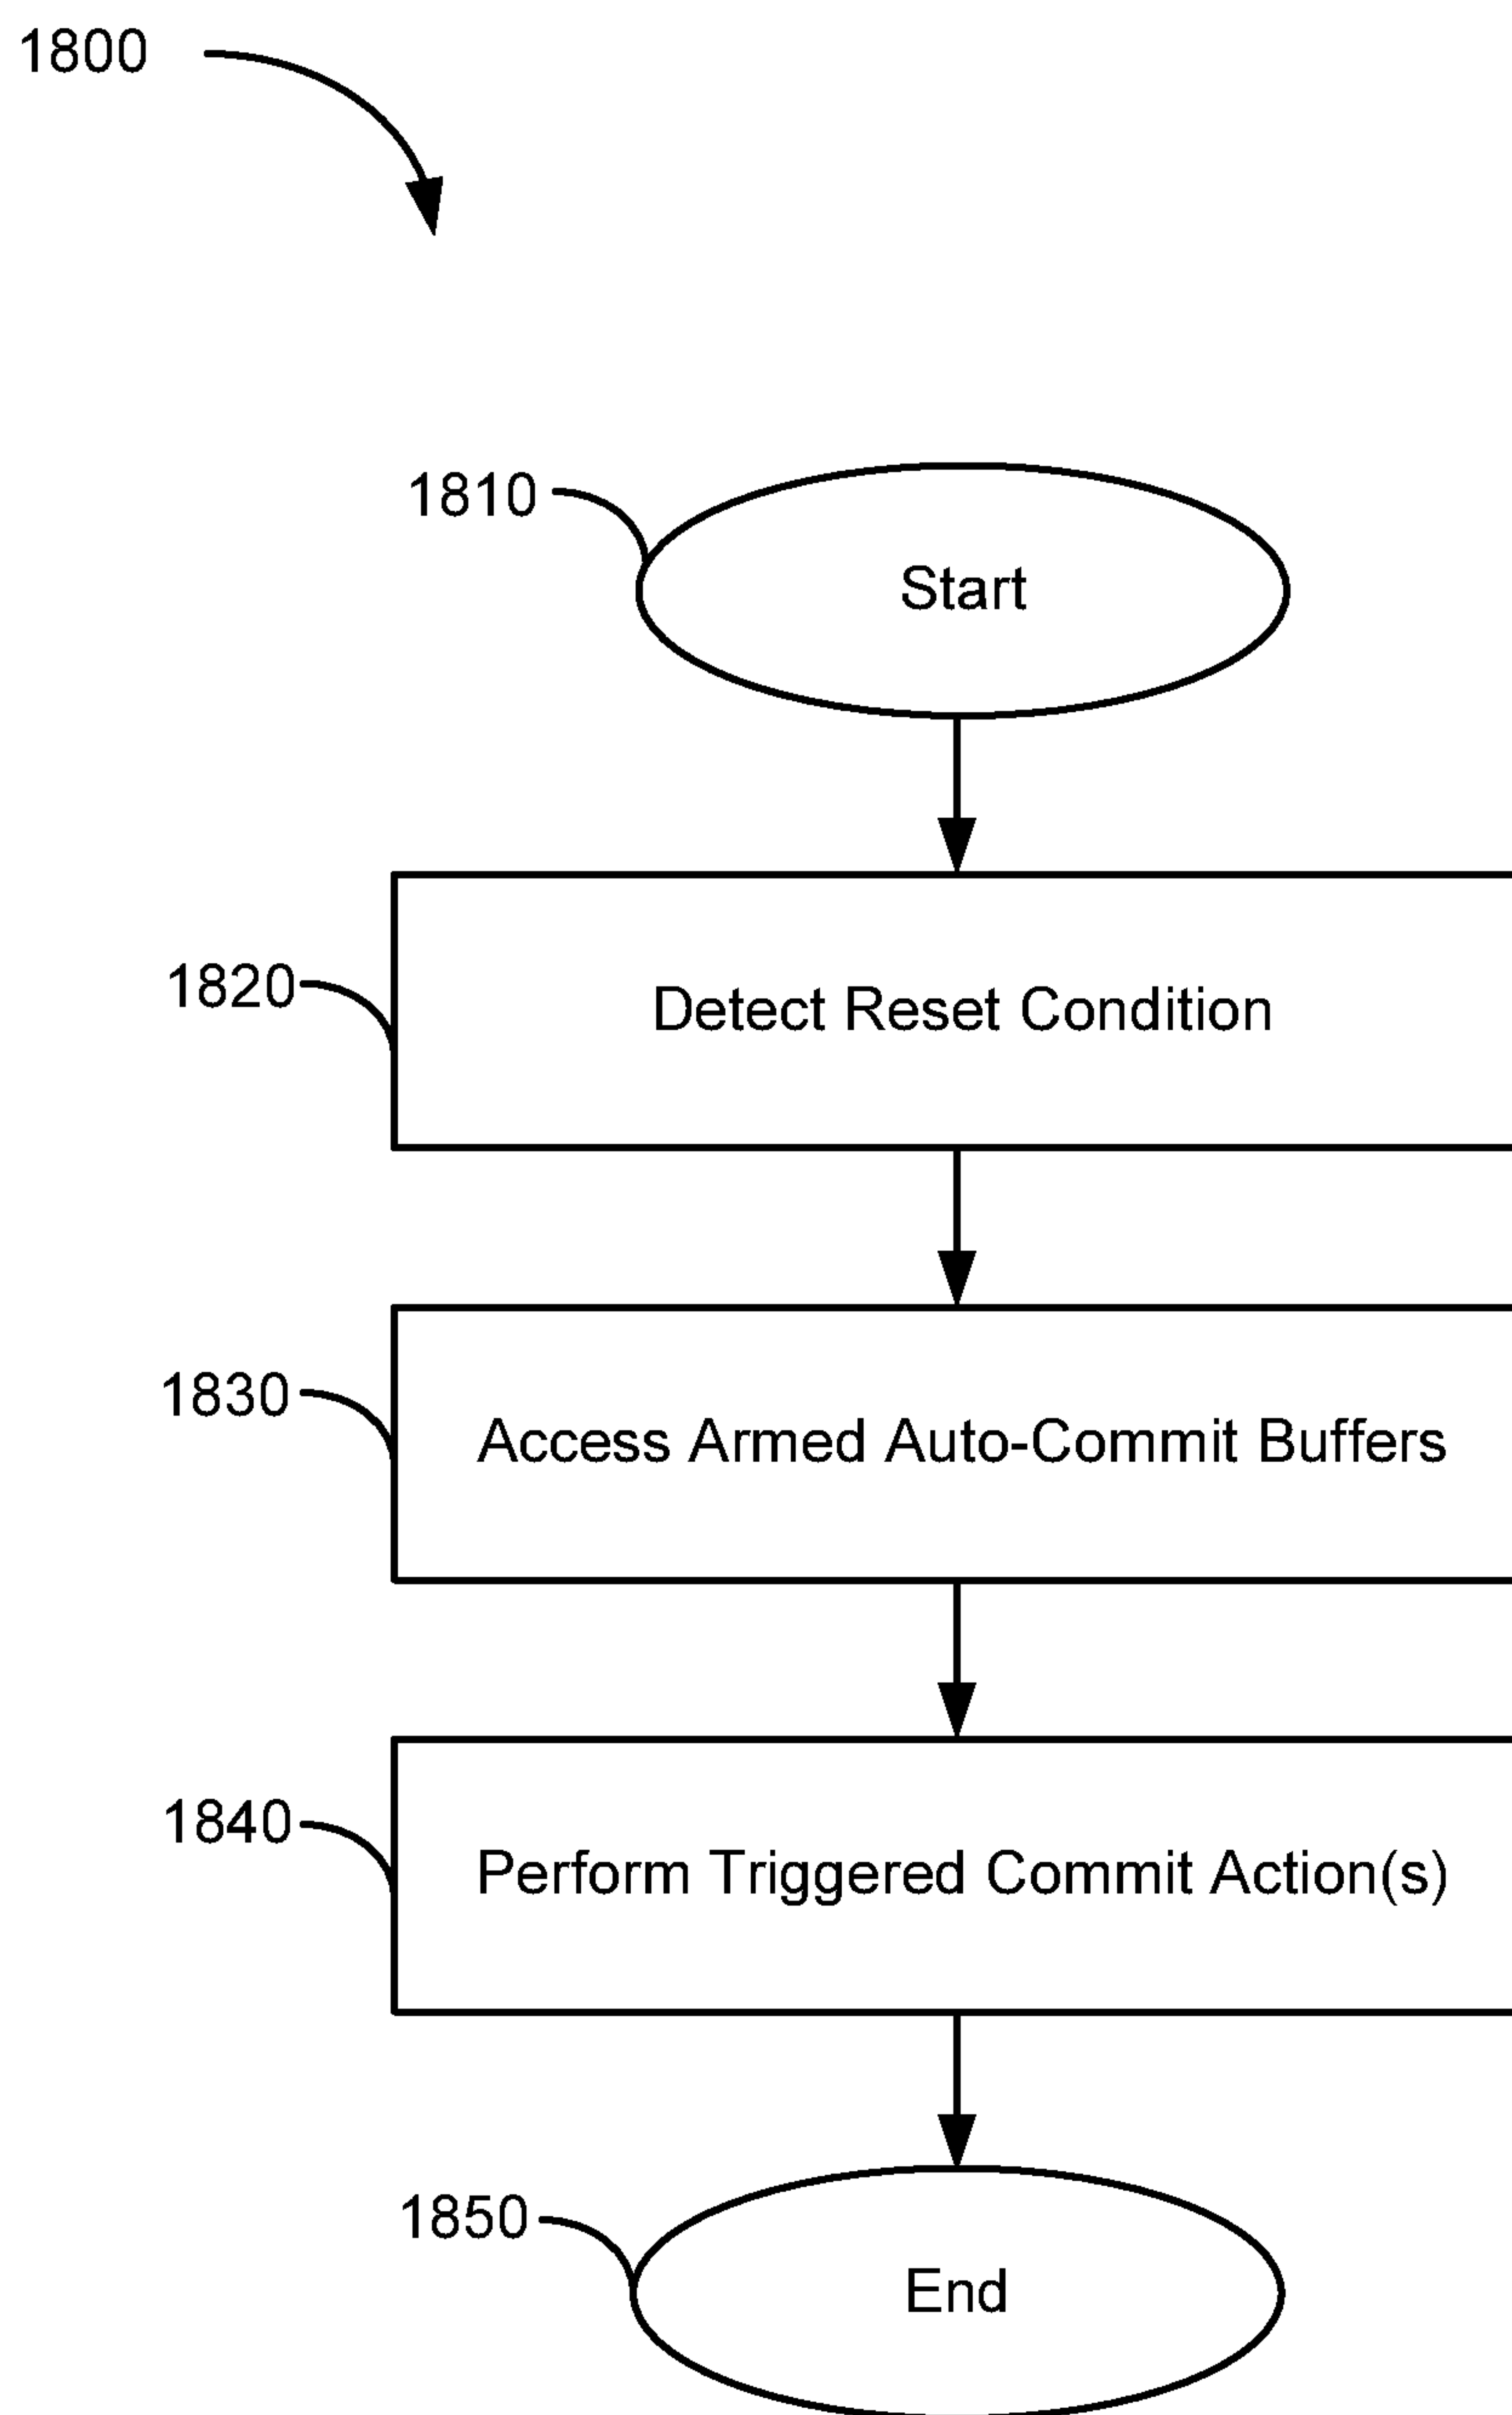 1800
1810
Start
1820
Detect Reset Condition
1830
Access Armed Auto-Commit Buffers
1840
Perform Triggered Commit Action(s)
1850
End